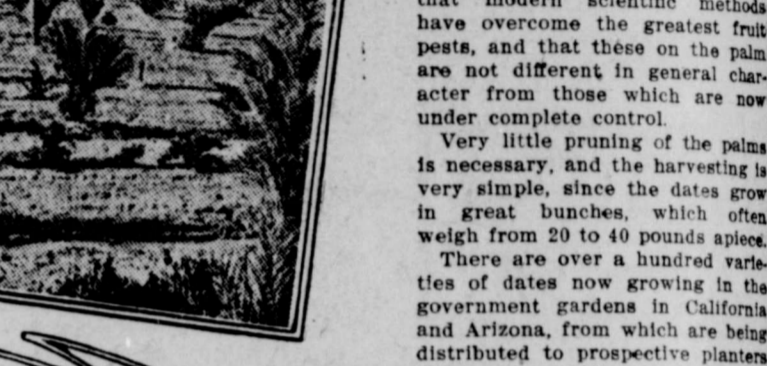 that modern scientific methods
have overcome the greatest fruit
pests, and that these on the palm
are not different in general char-
acter from those which are now
under complete control.
Very little pruning of the palms
is necessary, and the harvesting is
very simple, since the dates grow
in great bunches, which often
weigh from 20 to 40 pounds apiece.
There are over a hundred varie-
ties of dates now growing in the
government gardens in California
and Arizona, from which are being
distributed to prospective planters